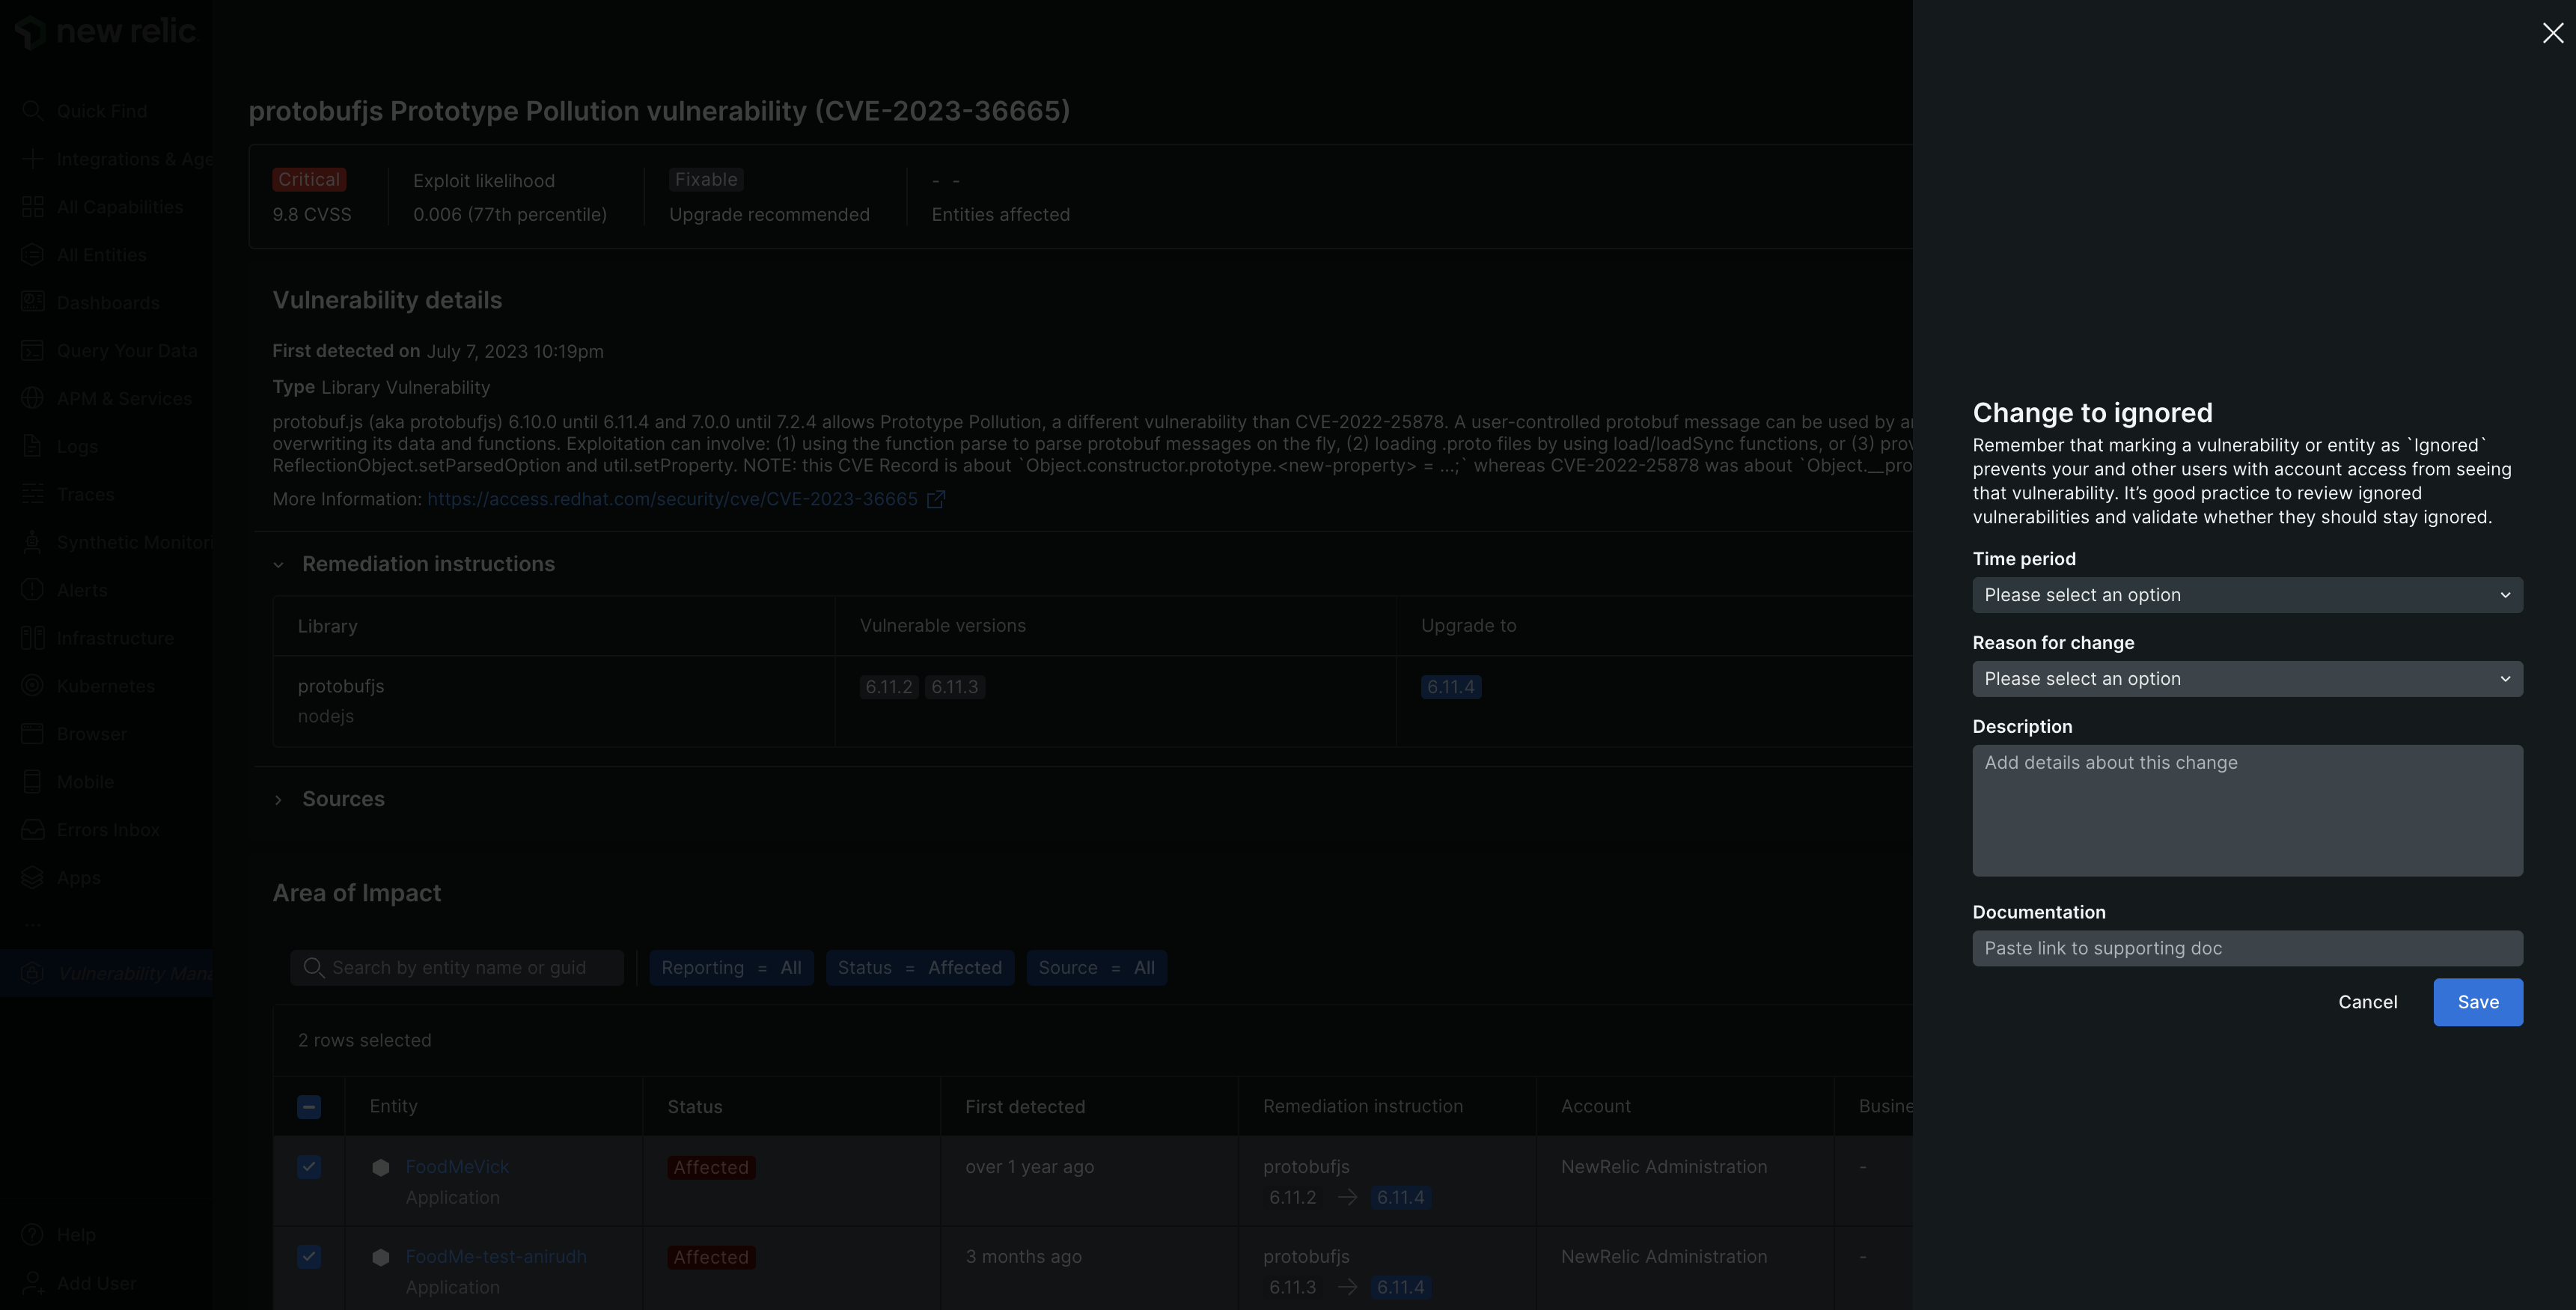 new relic
Quick Find
Integrations & Age
All Capabilities
All Entities
Dashboards
Query Your Data
APM & Services
Logs
Traces
Synthetic Monitori
Alerts
Infrastructure
Kubernetes
Browser
Mobile
Errors Inbox
Apps
...
Vulnerability Mana
Help
Add User
protobufjs Prototype Pollution vulnerability (CVE-2023-36665)
Critical
9.8 CVSS
Exploit likelihood
0.006 (77th percentile)
Fixable
Upgrade recommended
- -
Entities affected
Vulnerability details
First detected on July 7, 2023 10:19pm
Type Library Vulnerability
protobuf.js (aka protobufjs) 6.10.0 until 6.11.4 and 7.0.0 until 7.2.4 allows Prototype Pollution, a different vulnerability than CVE-2022-25878. A user-controlled protobuf message can be used by ar
overwriting its data and functions. Exploitation can involve: (1) using the function parse to parse protobuf messages on the fly, (2) loading .proto files by using load/loadSync functions, or (3) prov
ReflectionObject.setParsedOption and util.setProperty. NOTE: this CVE Record is about `Object.constructor.prototype.<new-property> = ...;` whereas CVE-2022-25878 was about `Object.__pro
More Information: https://access.redhat.com/security/cve/CVE-2023-36665
Remediation instructions
Library Vulnerable versions Upgrade to
protobufjs 6.11.2 6.11.3 6.11.4
nodejs
Sources
Area of Impact
Search by entity name or guid Reporting = All Status = Affected Source = All
2 rows selected
Entity Status First detected Remediation instruction Account Busine
FoodMeVick Affected over 1 year ago protobufjs NewRelic Administration -
Application 6.11.2 → 6.11.4
FoodMe-test-anirudh Affected 3 months ago protobufjs NewRelic Administration -
Application 6.11.3 → 6.11.4
Change to ignored
Remember that marking a vulnerability or entity as `Ignored`
prevents your and other users with account access from seeing
that vulnerability. It’s good practice to review ignored
vulnerabilities and validate whether they should stay ignored.
Time period
Please select an option
Reason for change
Please select an option
Description
Add details about this change
Documentation
Paste link to supporting doc
Cancel Save